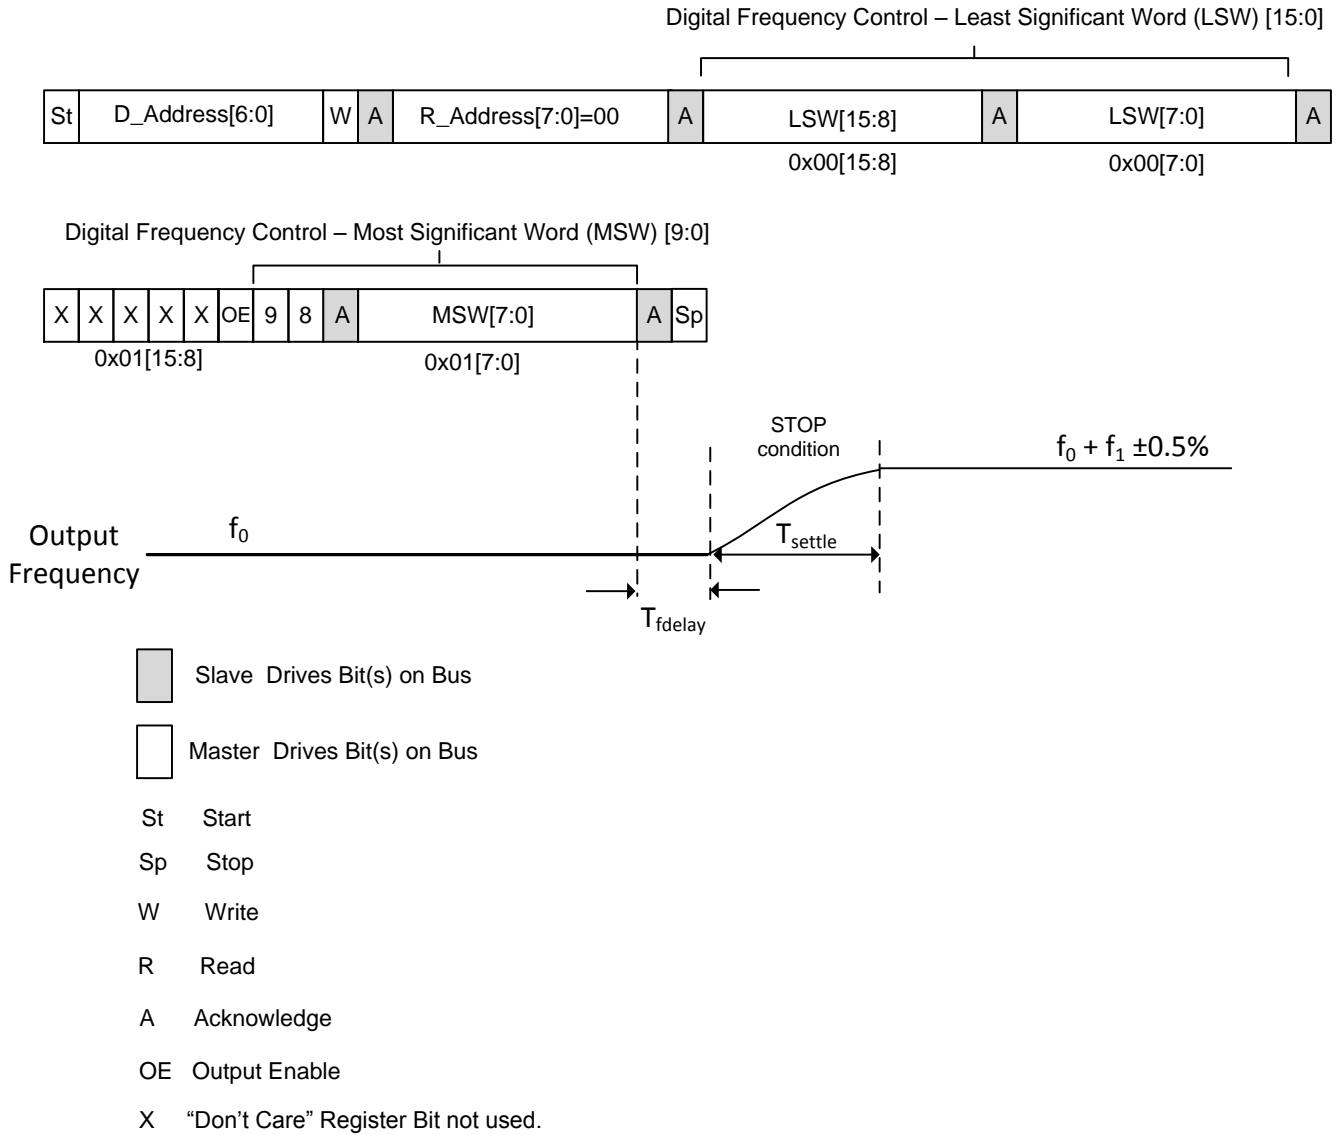 Digital Frequency Control – Least Significant Word (LSW) [15:0]
St D_Address[6:0] W A R_Address[7:0]=00 A LSW[15:8] A LSW[7:0] A
0x00[15:8] 0x00[7:0]
Digital Frequency Control – Most Significant Word (MSW) [9:0]
X X X X X OE 9 8 A MSW[7:0] A Sp
0x01[15:8] 0x01[7:0]
STOP
condition
f0 + f1 ±0.5%
f0
Output
Frequency
Tsettle
Tfdelay
Slave Drives Bit(s) on Bus
Master Drives Bit(s) on Bus
St Start
Sp Stop
W Write
R Read
A Acknowledge
OE Output Enable
X “Don’t Care” Register Bit not used.